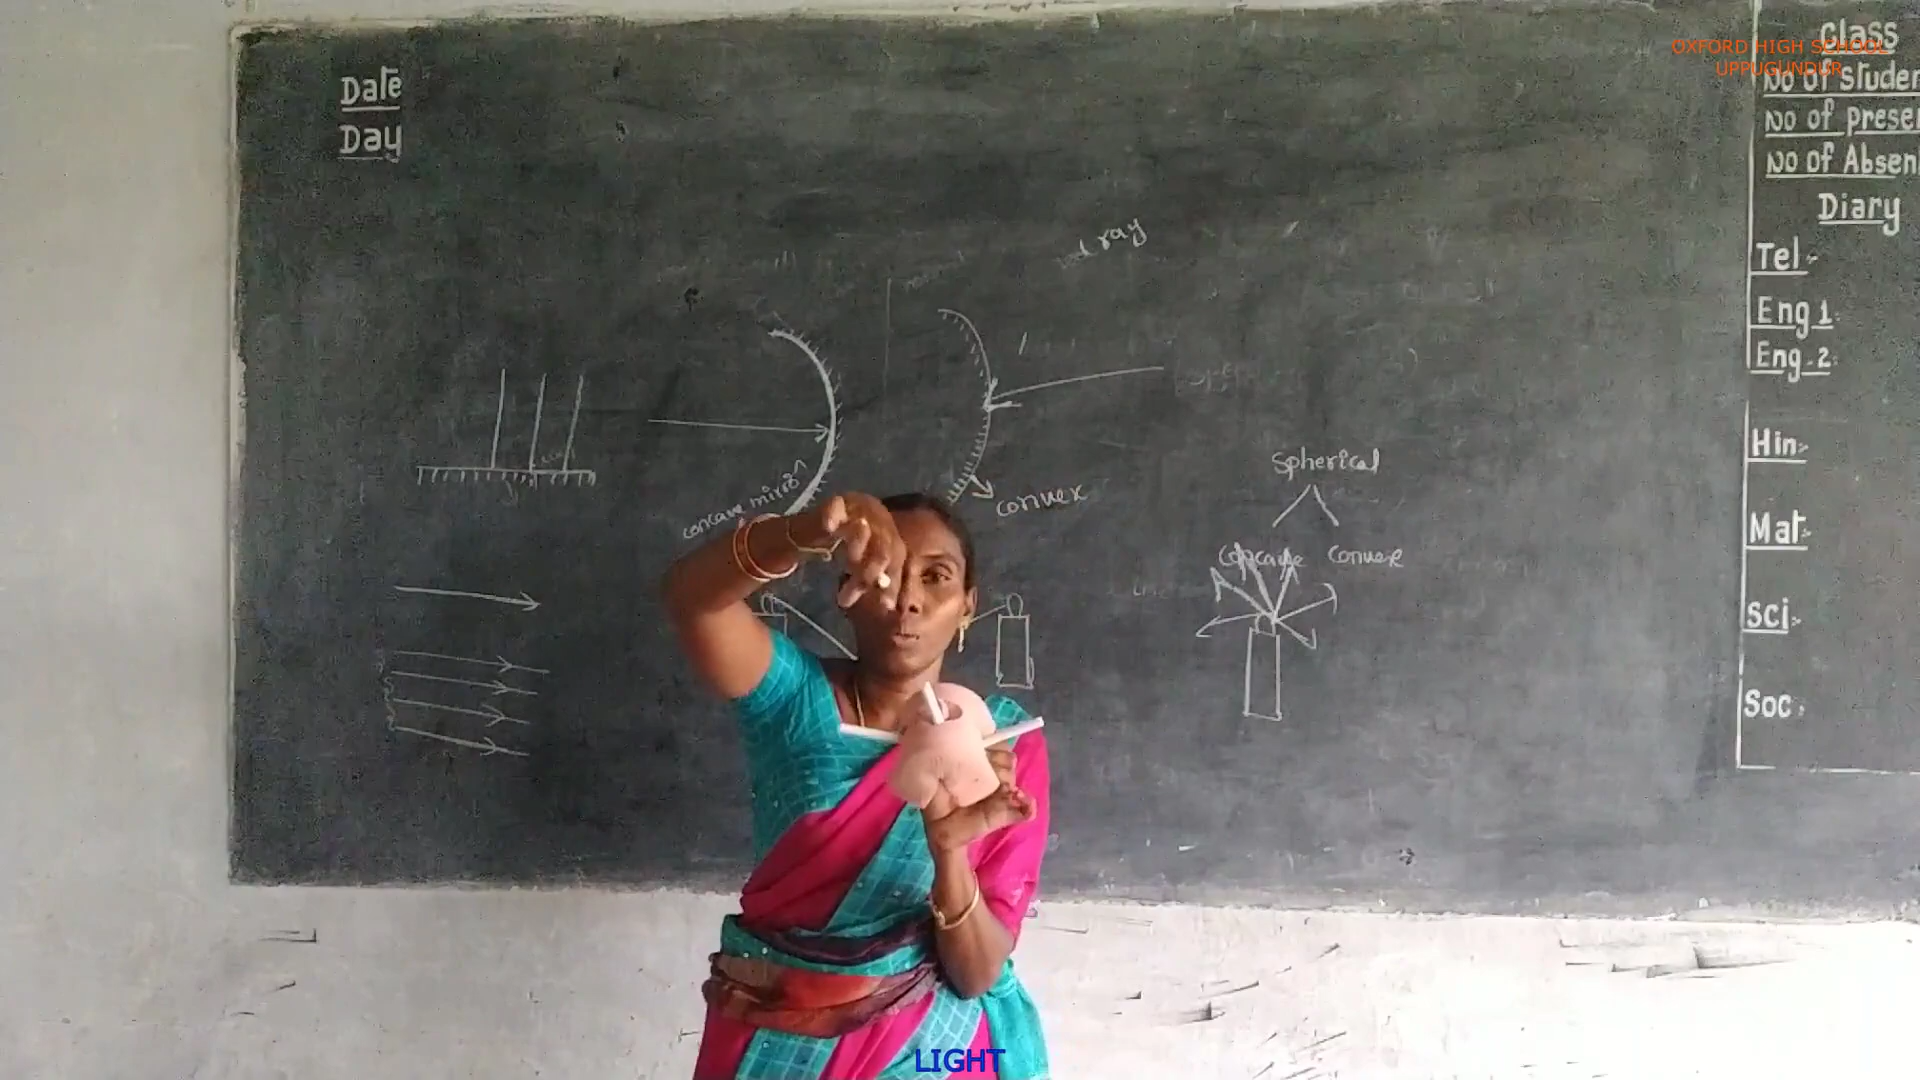 Date
Day
Class
OXFORD HIGH SCHOOL
UPPUGUNDUR
No of studen
No of presen
No of Absen
Diary
Tel:-
Eng 1:
Eng-2:
Hin:-
Mat:
Sci:-
Soc:
ray
concave mirror
convex
Spherical
concave convex
LIGHT